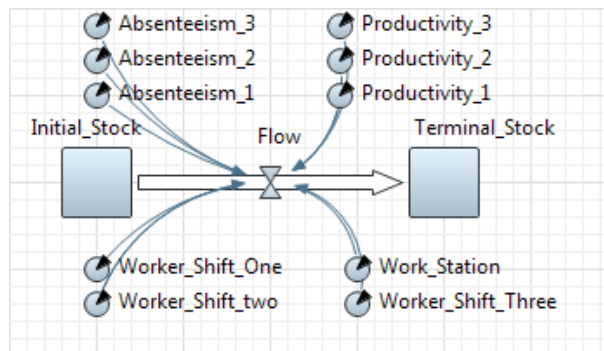 Absenteeism_3
Productivity_3
Absenteeism_2
Productivity_2
Absenteeism_1
Productivity_1
Initial_Stock
Flow
Terminal_Stock
Worker_Shift_One
Work_Station
Worker_Shift_two
Worker_Shift_Three